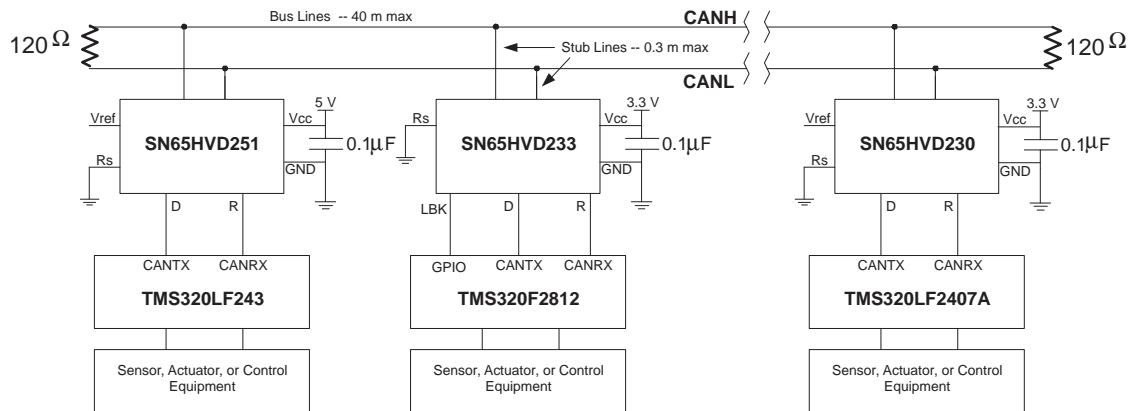 Bus Lines -- 40 m max
CANH
120 Ω
Stub Lines -- 0.3 m max
120 Ω
CANL
5 V
Vref
Vcc
SN65HVD251
0.1µF
Rs
GND
D
R
3.3 V
Rs
Vcc
SN65HVD233
0.1µF
GND
LBK
D
R
3.3 V
Vref
Vcc
SN65HVD230
0.1µF
Rs
GND
D
R
CANTX
CANRX
TMS320LF243
GPIO
CANTX
CANRX
TMS320F2812
CANTX
CANRX
TMS320LF2407A
Sensor, Actuator, or Control
Equipment
Sensor, Actuator, or Control
Equipment
Sensor, Actuator, or Control
Equipment